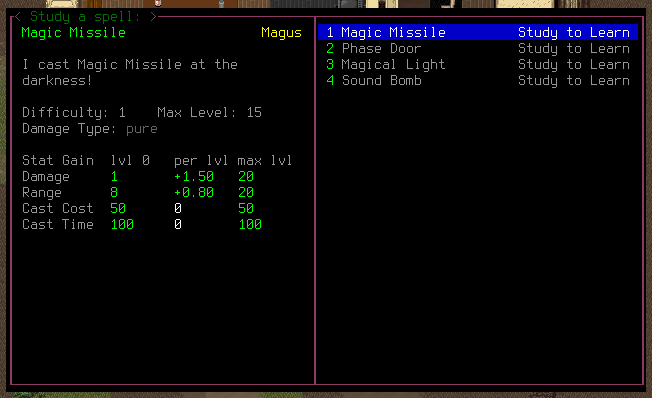 < Study a spell: >
Magic Missile Magus
I cast Magic Missile at the
darkness!
Difficulty: 1 Max Level: 15
Damage Type: pure
Stat Gain lvl 0 per lvl max lvl
Damage 1 +1.50 20
Range 8 +0.80 20
Cast Cost 50 0 50
Cast Time 100 0 100
1 Magic Missile Study to Learn
2 Phase Door Study to Learn
3 Magical Light Study to Learn
4 Sound Bomb Study to Learn